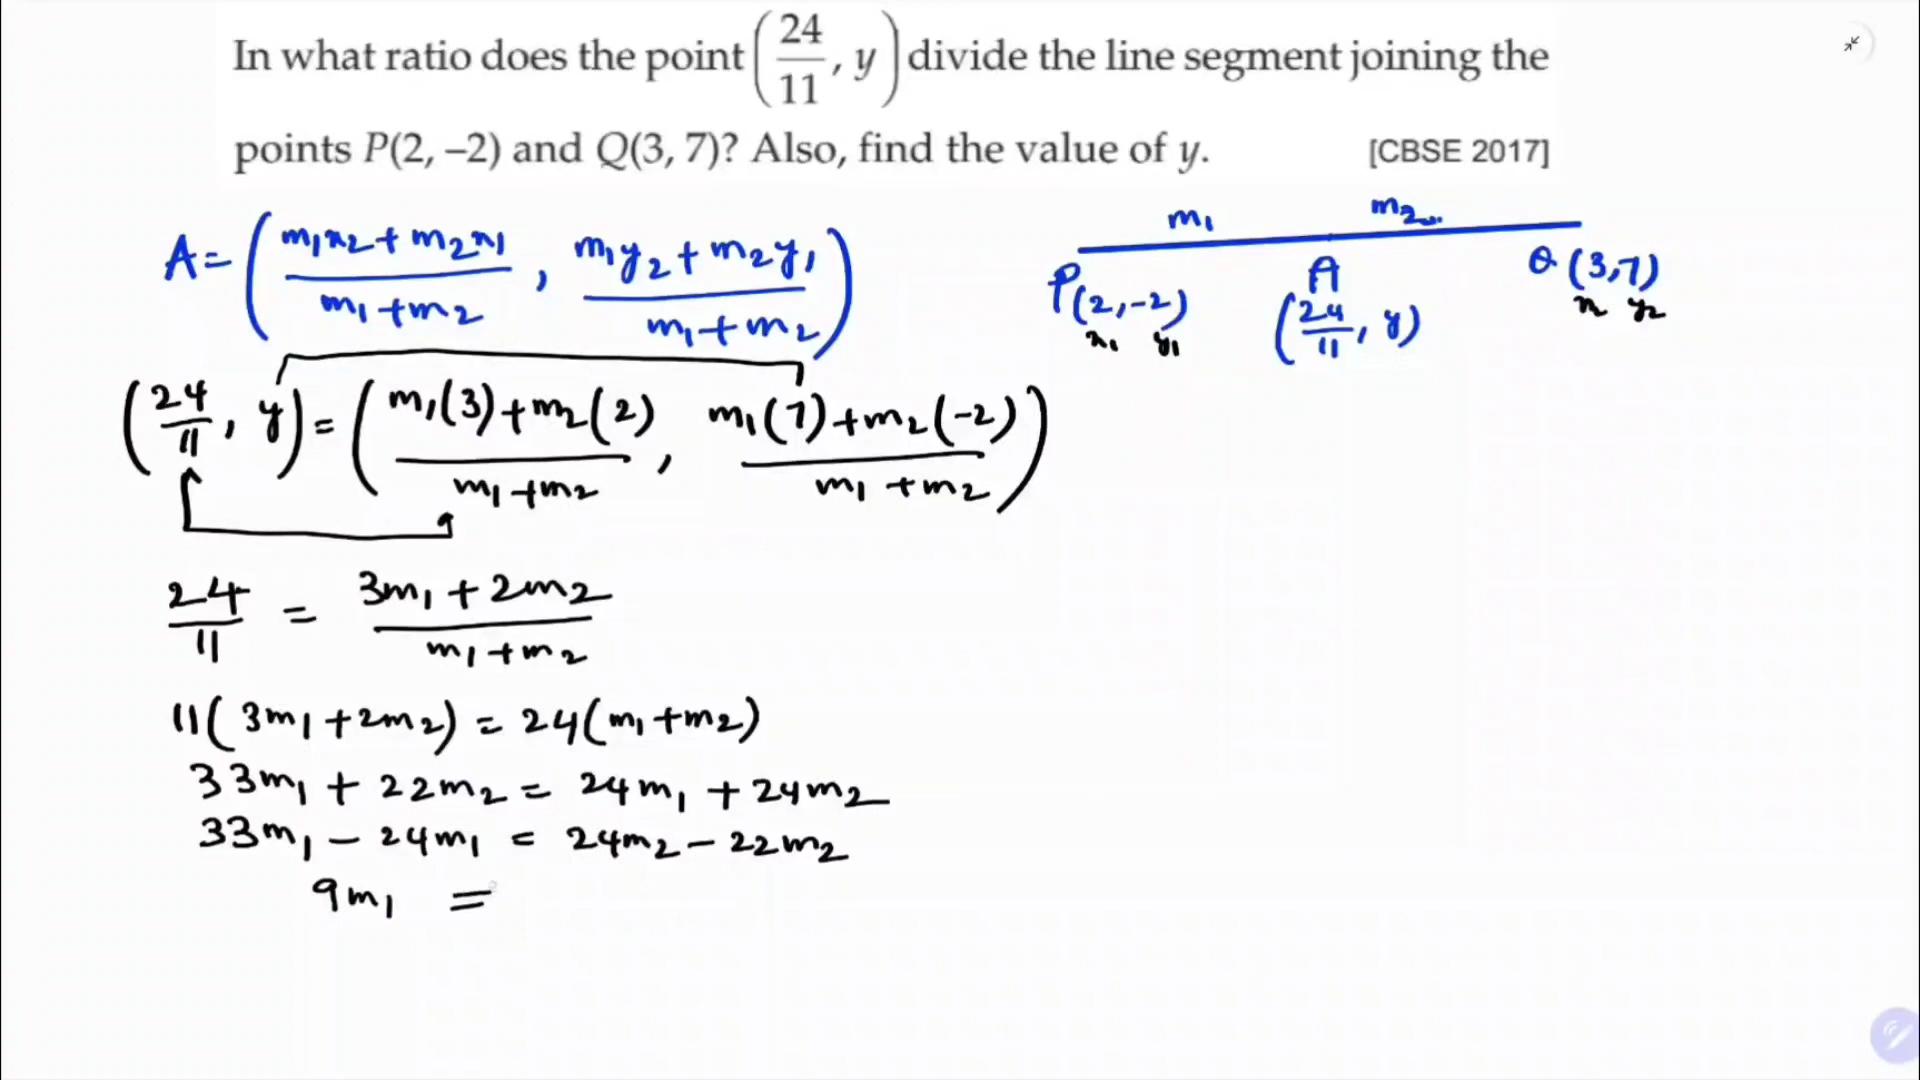 In what ratio does the point (24/11, y) divide the line segment joining the
points P(2, –2) and Q(3, 7)? Also, find the value of y. [CBSE 2017]
A = ((m₁x₂ + m₂x₁)/(m₁ + m₂), (m₁y₂ + m₂y₁)/(m₁ + m₂))
m₁ m₂
P(2,-2) A Q(3,7)
x₁ y₁ (24/11, y) x₂ y₂
(24/11, y) = ((m₁(3) + m₂(2))/(m₁ + m₂), (m₁(7) + m₂(-2))/(m₁ + m₂))
24/11 = (3m₁ + 2m₂)/(m₁ + m₂)
11(3m₁ + 2m₂) = 24(m₁ + m₂)
33m₁ + 22m₂ = 24m₁ + 24m₂
33m₁ – 24m₁ = 24m₂ – 22m₂
9m₁ =